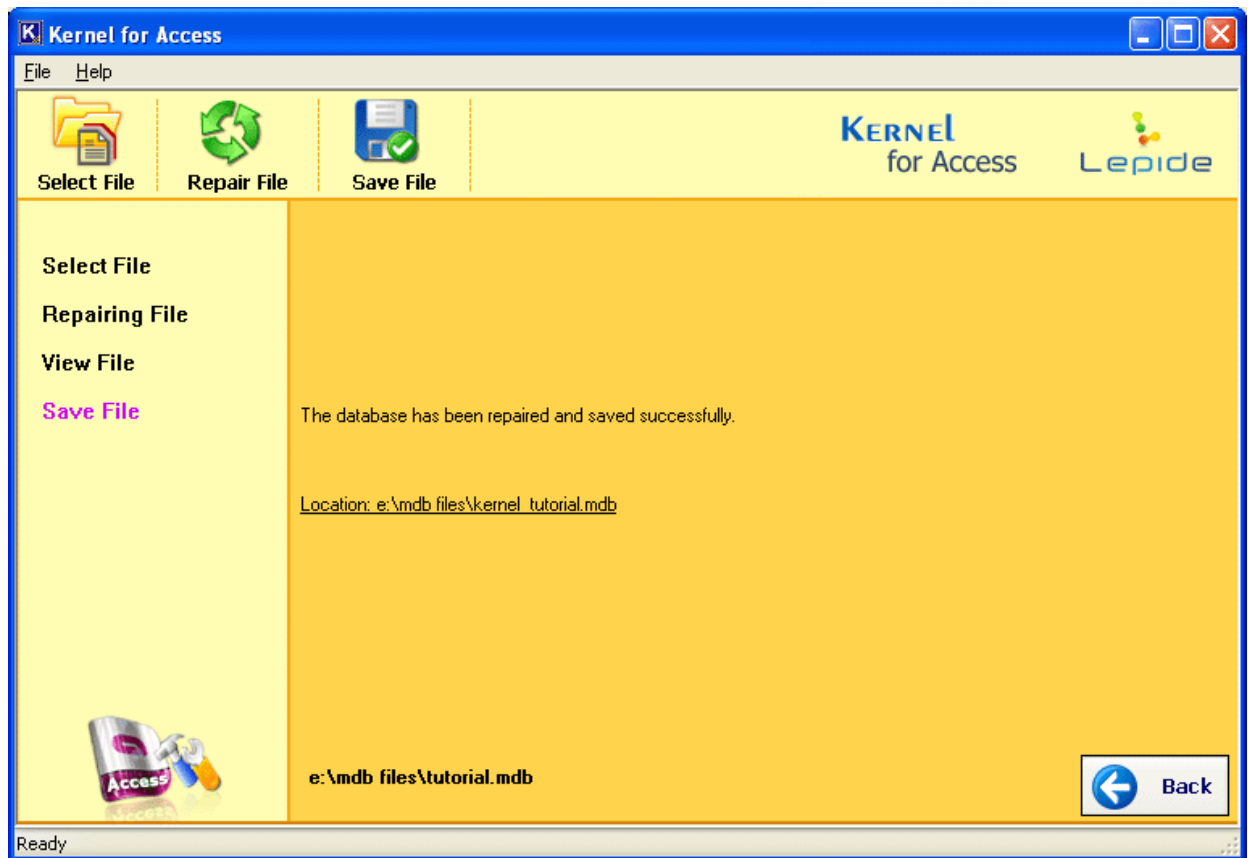 Kernel for Access
File Help
Select File Repair File Save File
KERNEL
for Access
Lepide
Select File
Repairing File
View File
Save File
The database has been repaired and saved successfully.
Location: e:\mdb files\kernel_tutorial.mdb
Access
e:\mdb files\tutorial.mdb
Back
Ready